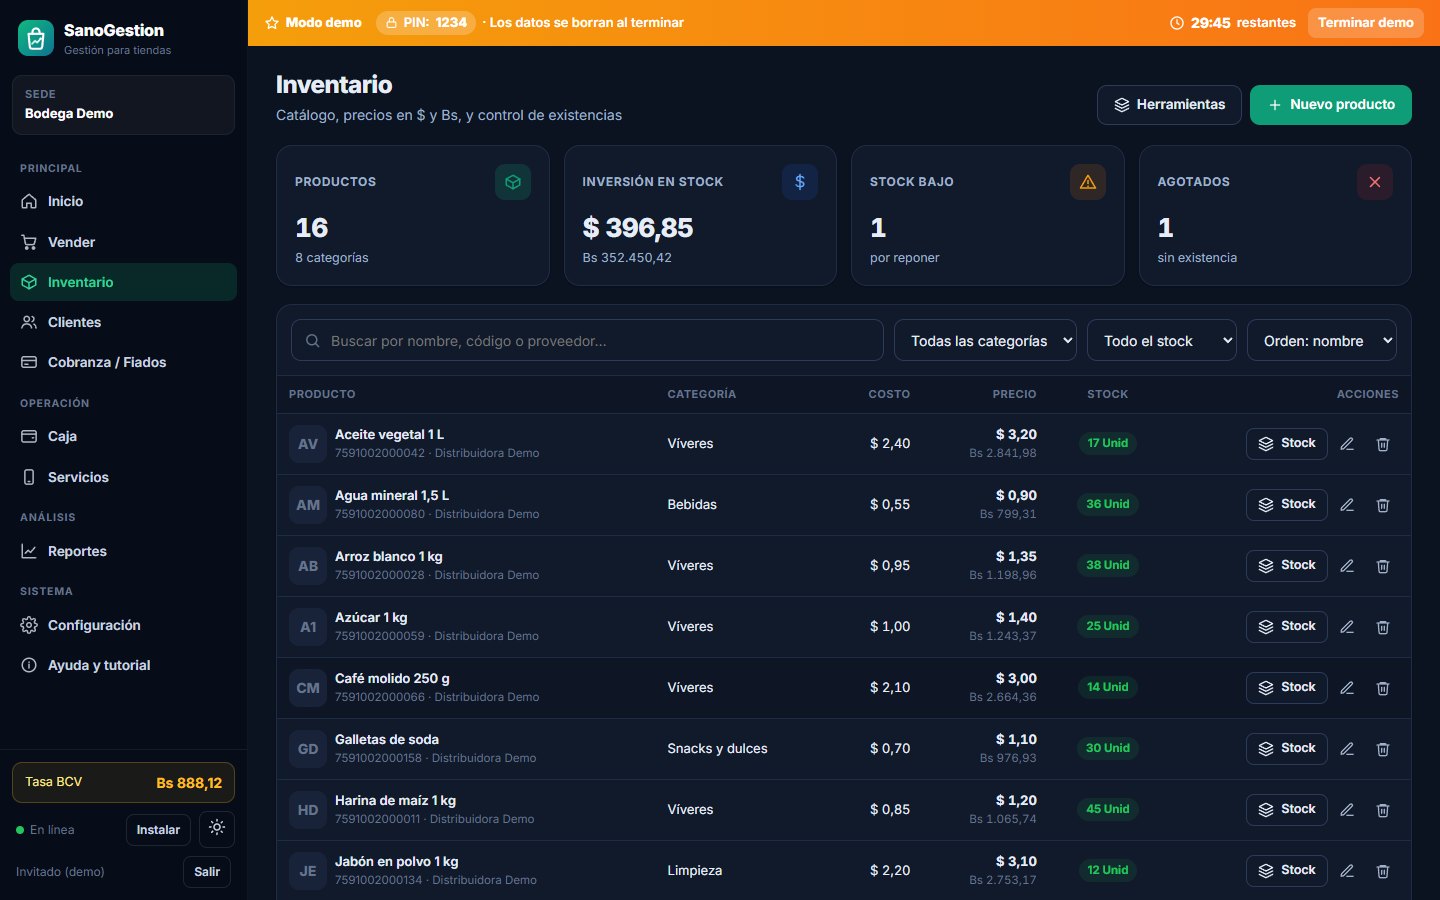 SanoGestion
Gestión para tiendas
SEDE
Bodega Demo
PRINCIPAL
Inicio
Vender
Inventario
Clientes
Cobranza / Fiados
OPERACIÓN
Caja
Servicios
ANÁLISIS
Reportes
SISTEMA
Configuración
Ayuda y tutorial
Tasa BCV Bs 888,12
En línea Instalar
Invitado (demo) Salir
Modo demo PIN: 1234 · Los datos se borran al terminar 29:45 restantes Terminar demo
Inventario
Catálogo, precios en $ y Bs, y control de existencias
Herramientas + Nuevo producto
PRODUCTOS
16
8 categorías
INVERSIÓN EN STOCK
$ 396,85
Bs 352.450,42
STOCK BAJO
1
por reponer
AGOTADOS
1
sin existencia
Buscar por nombre, código o proveedor... Todas las categorías Todo el stock Orden: nombre
PRODUCTO CATEGORÍA COSTO PRECIO STOCK ACCIONES
AV Aceite vegetal 1 L Víveres $ 2,40 $ 3,20 17 Unid Stock
7591002000042 · Distribuidora Demo Bs 2.841,98
AM Agua mineral 1,5 L Bebidas $ 0,55 $ 0,90 36 Unid Stock
7591002000080 · Distribuidora Demo Bs 799,31
AB Arroz blanco 1 kg Víveres $ 0,95 $ 1,35 38 Unid Stock
7591002000028 · Distribuidora Demo Bs 1.198,96
A1 Azúcar 1 kg Víveres $ 1,00 $ 1,40 25 Unid Stock
7591002000059 · Distribuidora Demo Bs 1.243,37
CM Café molido 250 g Víveres $ 2,10 $ 3,00 14 Unid Stock
7591002000066 · Distribuidora Demo Bs 2.664,36
GD Galletas de soda Snacks y dulces $ 0,70 $ 1,10 30 Unid Stock
7591002000158 · Distribuidora Demo Bs 976,93
HD Harina de maíz 1 kg Víveres $ 0,85 $ 1,20 45 Unid Stock
7591002000011 · Distribuidora Demo Bs 1.065,74
JE Jabón en polvo 1 kg Limpieza $ 2,20 $ 3,10 12 Unid Stock
7591002000134 · Distribuidora Demo Bs 2.753,17